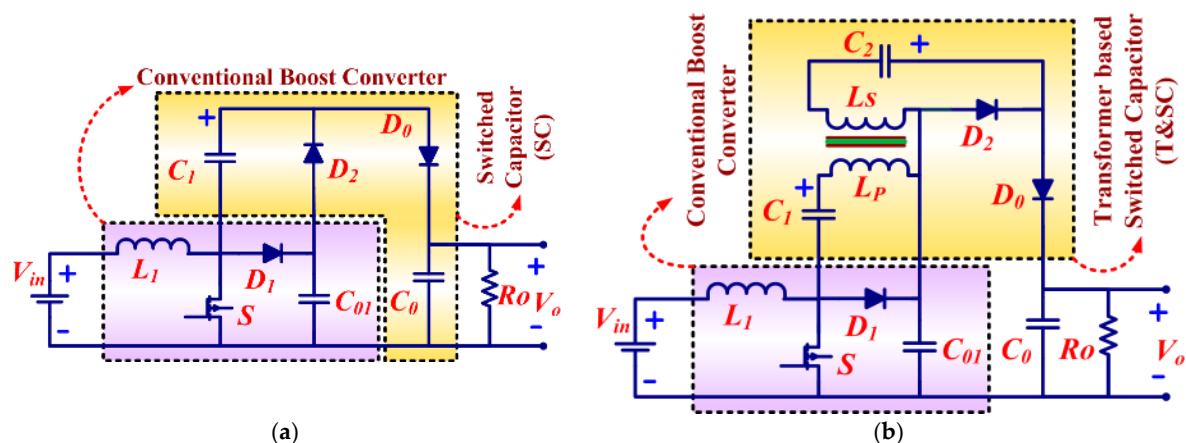 Conventional Boost Converter
+
D0
C1
D2
Switched
Capacitor
(SC)
Vin
+
-
L1
D1
S
C01
C0
Ro
+
-
Vo
(a)
Conventional Boost
Converter
C2
+
Ls
D2
LP
+
C1
D0
Transformer based
Switched Capacitor
(T&SC)
Vin
+
-
L1
D1
S
C01
C0
Ro
+
-
Vo
(b)